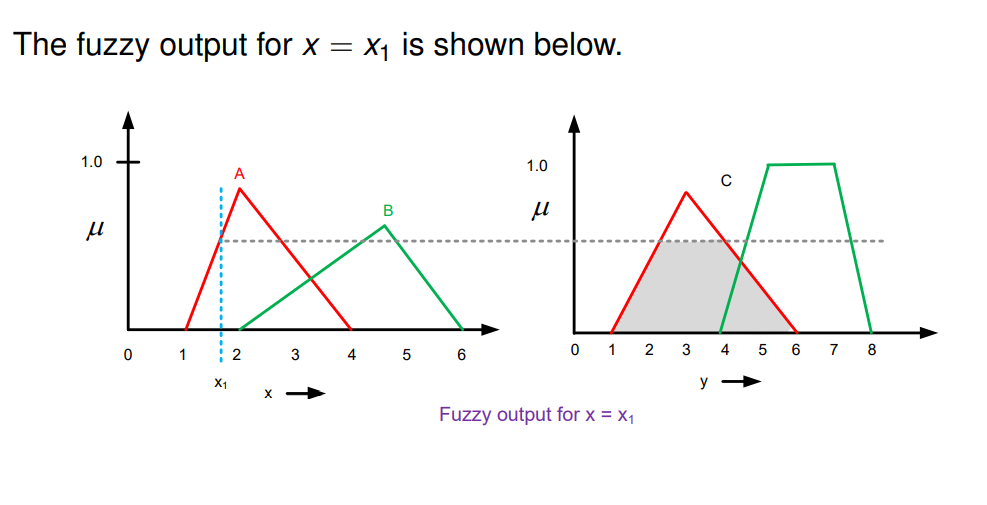 The fuzzy output for x = x₁ is shown below.
1.0
A
B
μ
0 1 2 3 4 5 6
x₁
x
1.0
C
μ
0 1 2 3 4 5 6 7 8
y
Fuzzy output for x = x₁